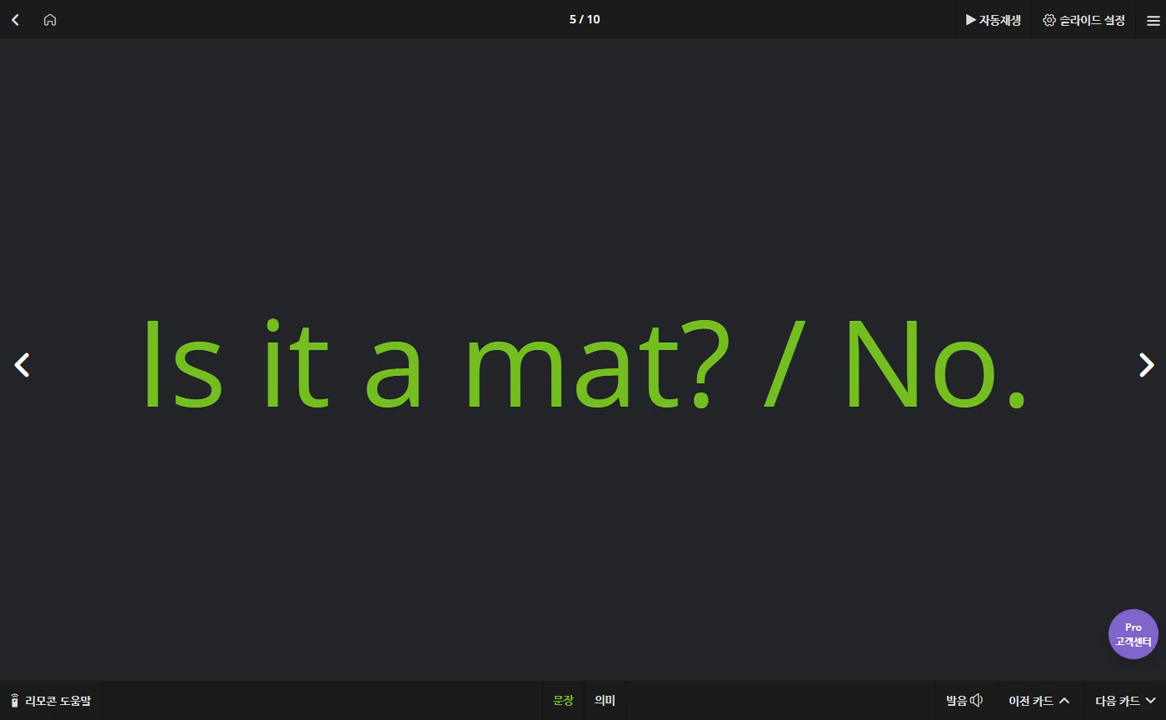 5 / 10
자동재생
슬라이드 설정
Is it a mat? / No.
Pro
고객센터
리모콘 도움말
문장
의미
발음
이전 카드
다음 카드